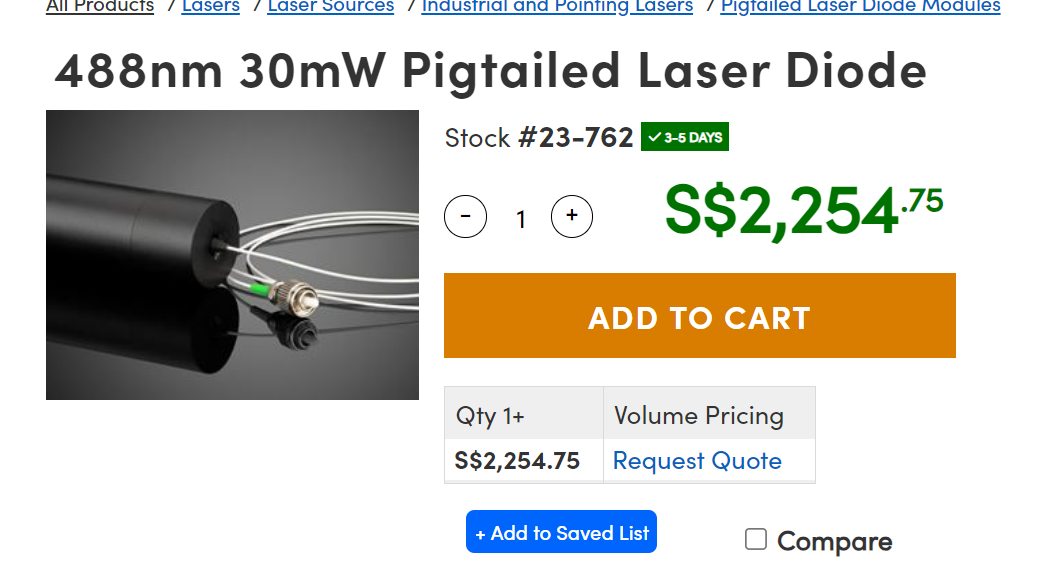 All Products / Lasers / Laser Sources / Industrial and Pointing Lasers / Pigtailed Laser Diode Modules
488nm 30mW Pigtailed Laser Diode
Stock #23-762 ✓ 3-5 DAYS
- 1 + S$2,254.75
ADD TO CART
Qty 1+ Volume Pricing
S$2,254.75 Request Quote
+ Add to Saved List Compare